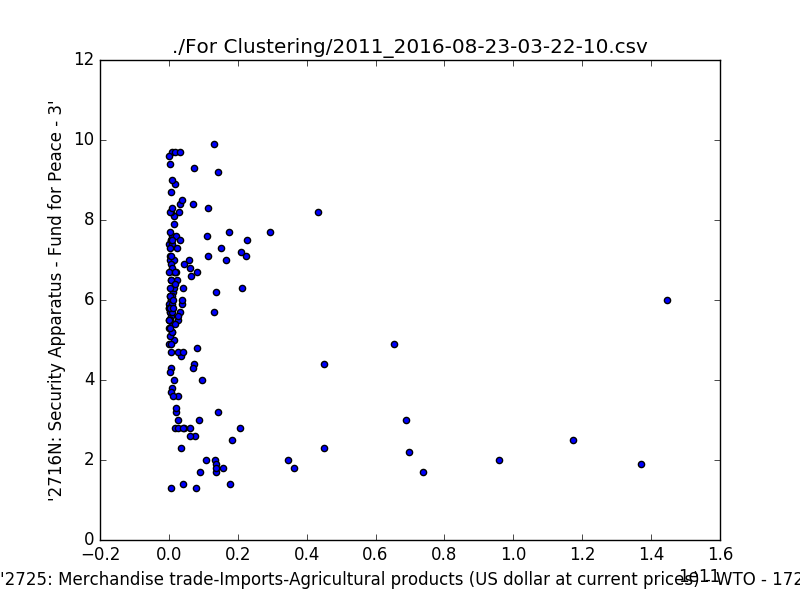 ./For Clustering/2011_2016-08-23-03-22-10.csv
'2716N: Security Apparatus - Fund for Peace - 3'
12
10
8
6
4
2
0
−0.2 0.0 0.2 0.4 0.6 0.8 1.0 1.2 1.4 1.6
1e11
'2725: Merchandise trade-Imports-Agricultural products (US dollar at current prices) - WTO - 172